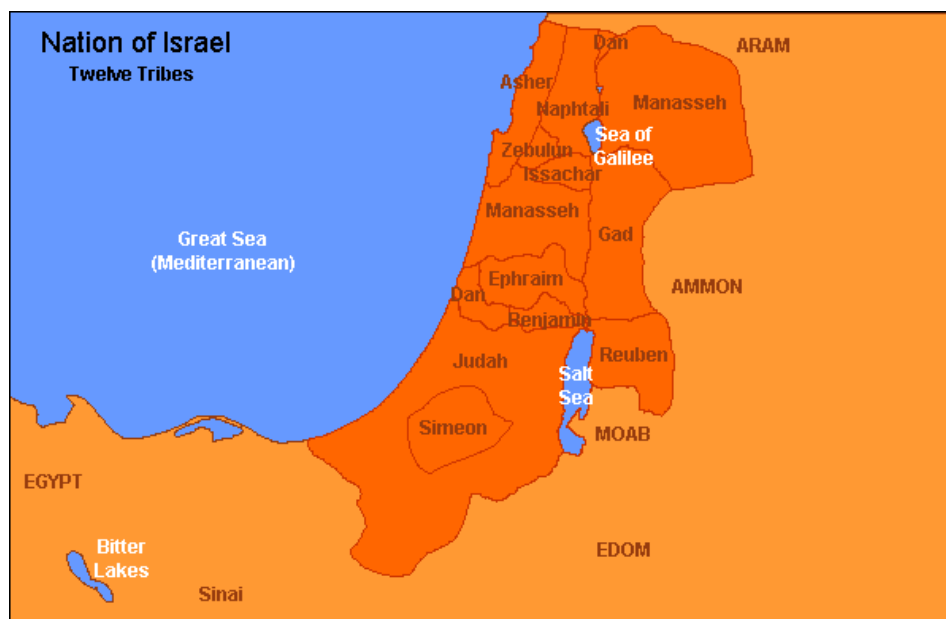 Nation of Israel
Twelve Tribes
Dan
ARAM
Asher
Naphtali
Manasseh
Sea of
Galilee
Zebulun
Issachar
Manasseh
Great Sea
(Mediterranean)
Gad
Ephraim
Dan
AMMON
Benjamin
Judah
Reuben
Salt
Sea
Simeon
MOAB
EGYPT
Bitter
Lakes
EDOM
Sinai